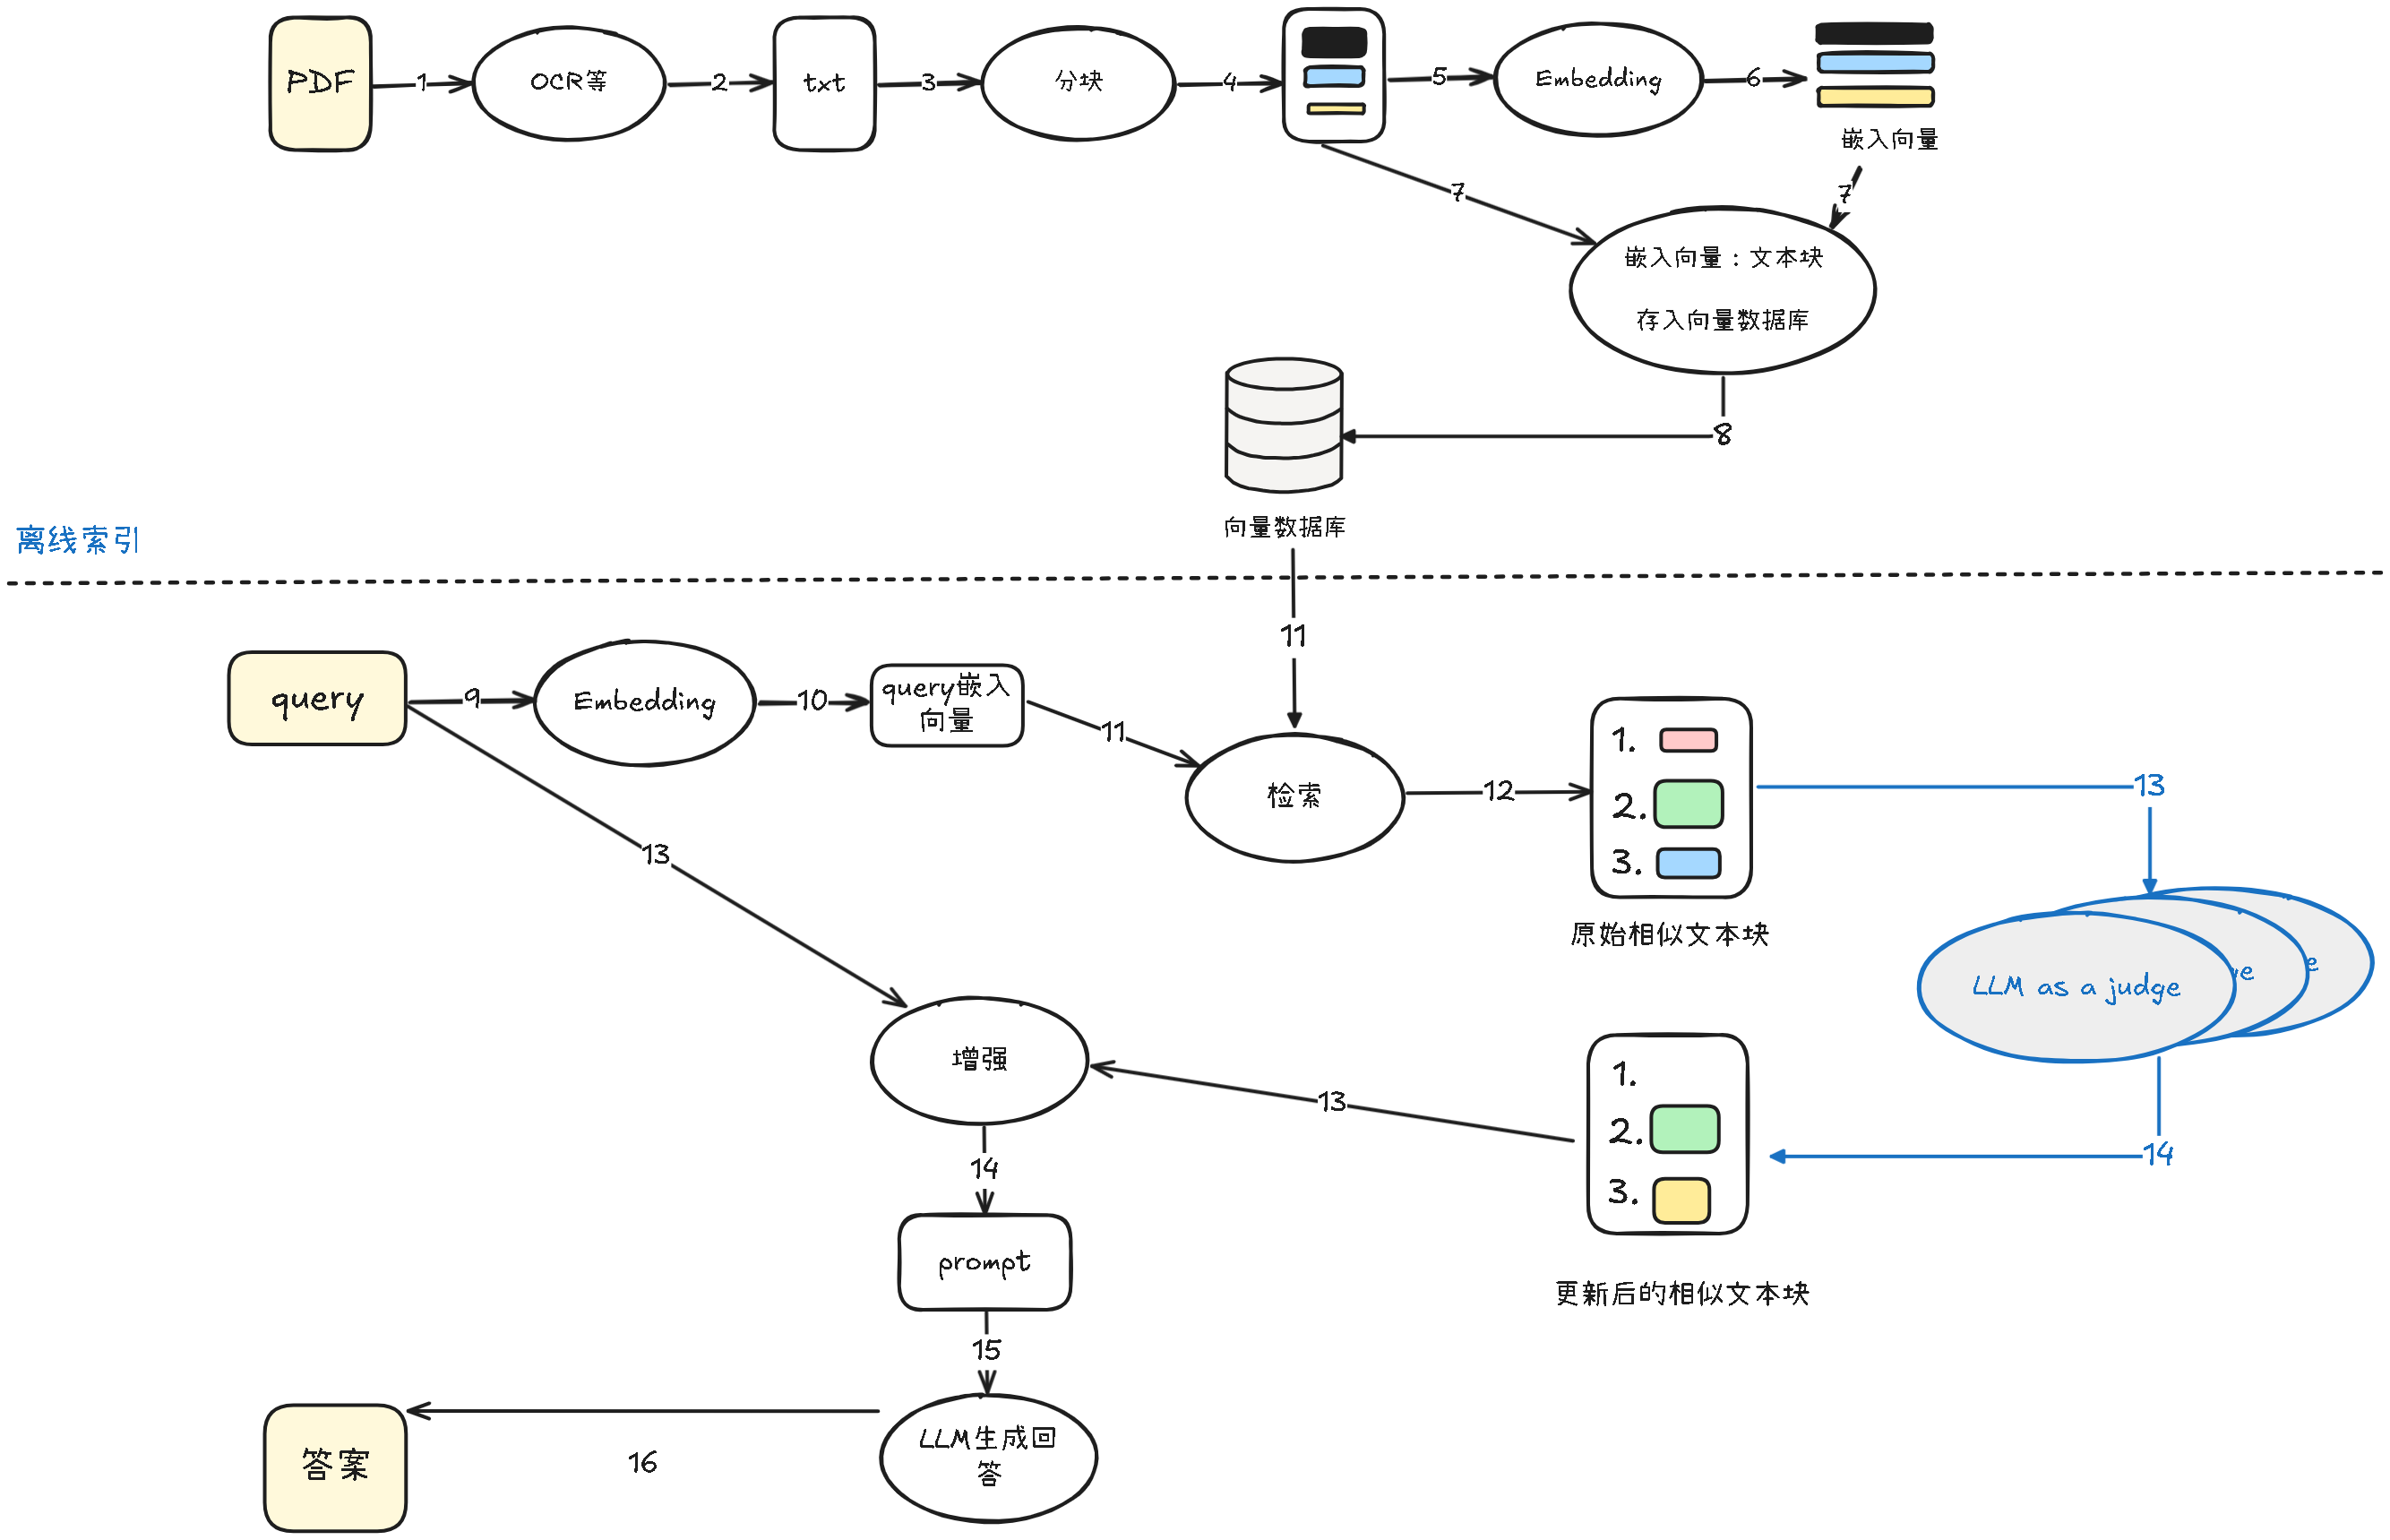 PDF
1
OCR等
2
txt
3
分块
4
5
Embedding
6
嵌入向量
7
7
嵌入向量：文本块
存入向量数据库
8
向量数据库
离线索引
11
query
9
Embedding
10
query嵌入
向量
11
检索
12
1.
2.
3.
原始相似文本块
13
LLM as a judge
ue
e
14
13
增强
13
1.
2.
3.
更新后的相似文本块
14
prompt
15
LLM生成回
答
16
答案